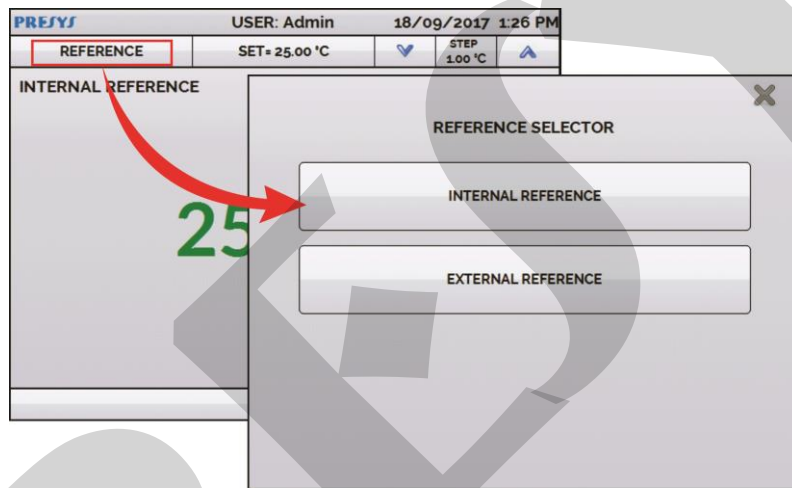 PRESYS USER: Admin 18/09/2017 1:26 PM
REFERENCE SET= 25.00 °C STEP
1.00 °C
INTERNAL REFERENCE
25
REFERENCE SELECTOR
INTERNAL REFERENCE
EXTERNAL REFERENCE